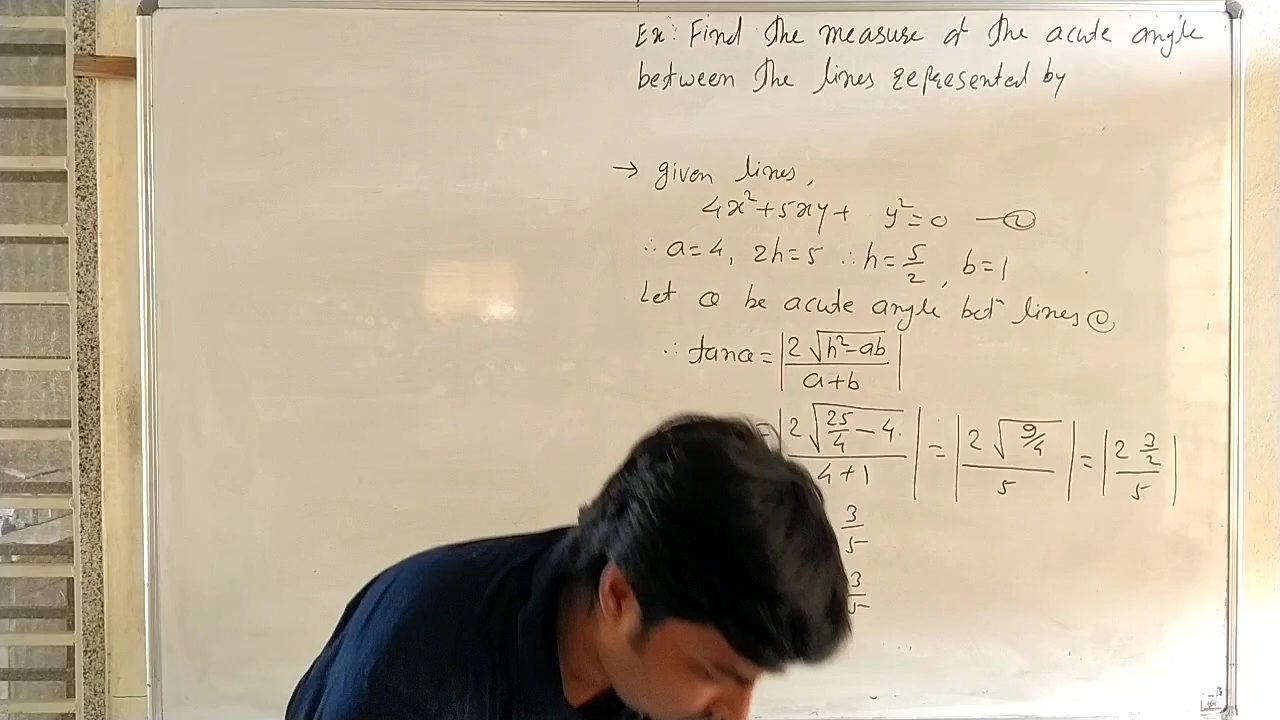 Ex: Find the measure of the acute angle
between the lines represented by
→ given lines,
4x²+5xy+ y²=0 —①
∴ a=4, 2h=5 ∴ h=5/2, b=1
Let α be acute angle betⁿ lines ①
∴ tanα = |2√(h²-ab) / (a+b)|
= |2√(25/4 - 4) / (4+1)| = |2√(9/4) / 5| = |2 3/2 / 5|
3/5
3/5